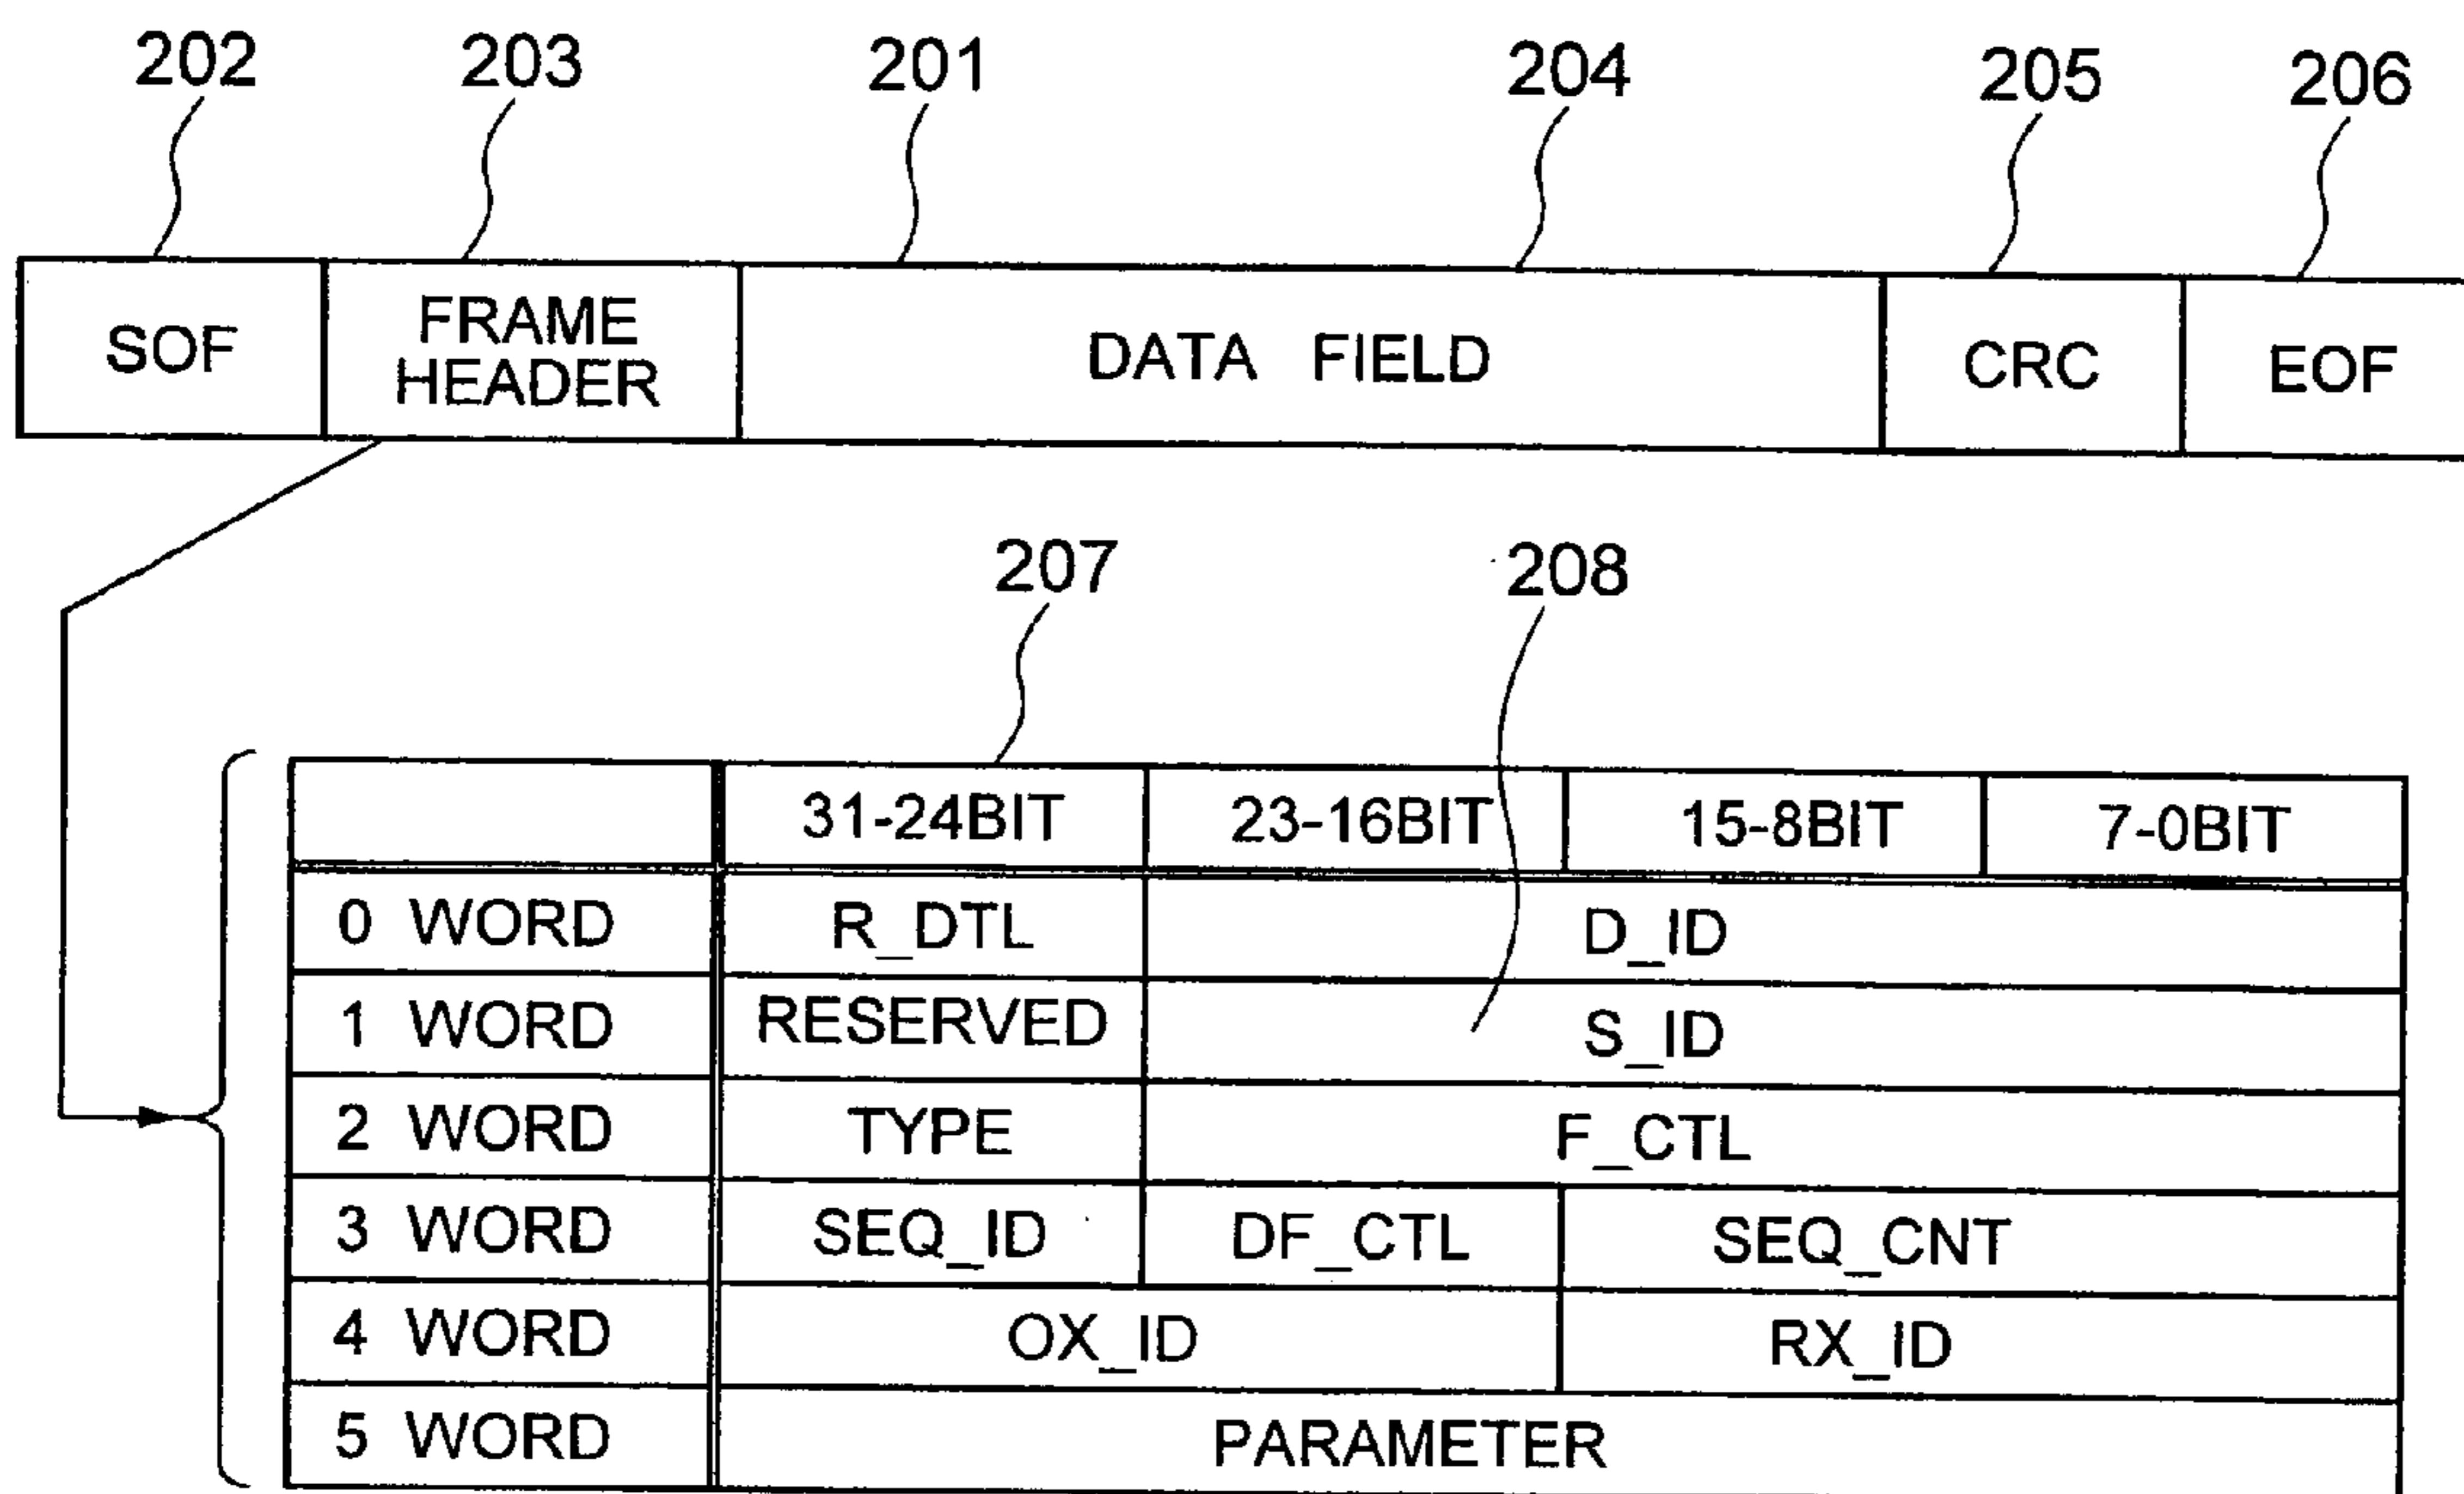 202 203 201 204 205 206
SOF FRAME HEADER DATA FIELD CRC EOF
207 208
31-24BIT 23-16BIT 15-8BIT 7-0BIT
0 WORD R_DTL D_ID
1 WORD RESERVED S_ID
2 WORD TYPE F_CTL
3 WORD SEQ_ID DF_CTL SEQ_CNT
4 WORD OX_ID RX_ID
5 WORD PARAMETER